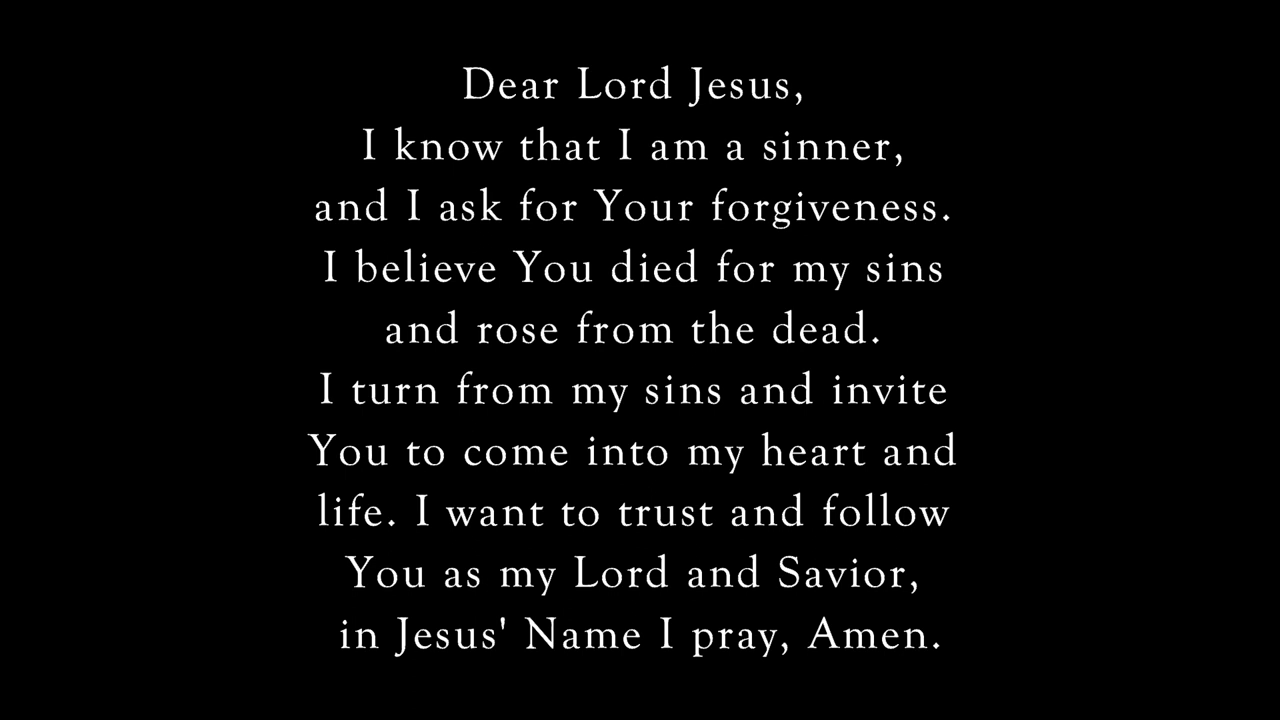 Dear Lord Jesus,
I know that I am a sinner,
and I ask for Your forgiveness.
I believe You died for my sins
and rose from the dead.
I turn from my sins and invite
You to come into my heart and
life. I want to trust and follow
You as my Lord and Savior,
in Jesus' Name I pray, Amen.